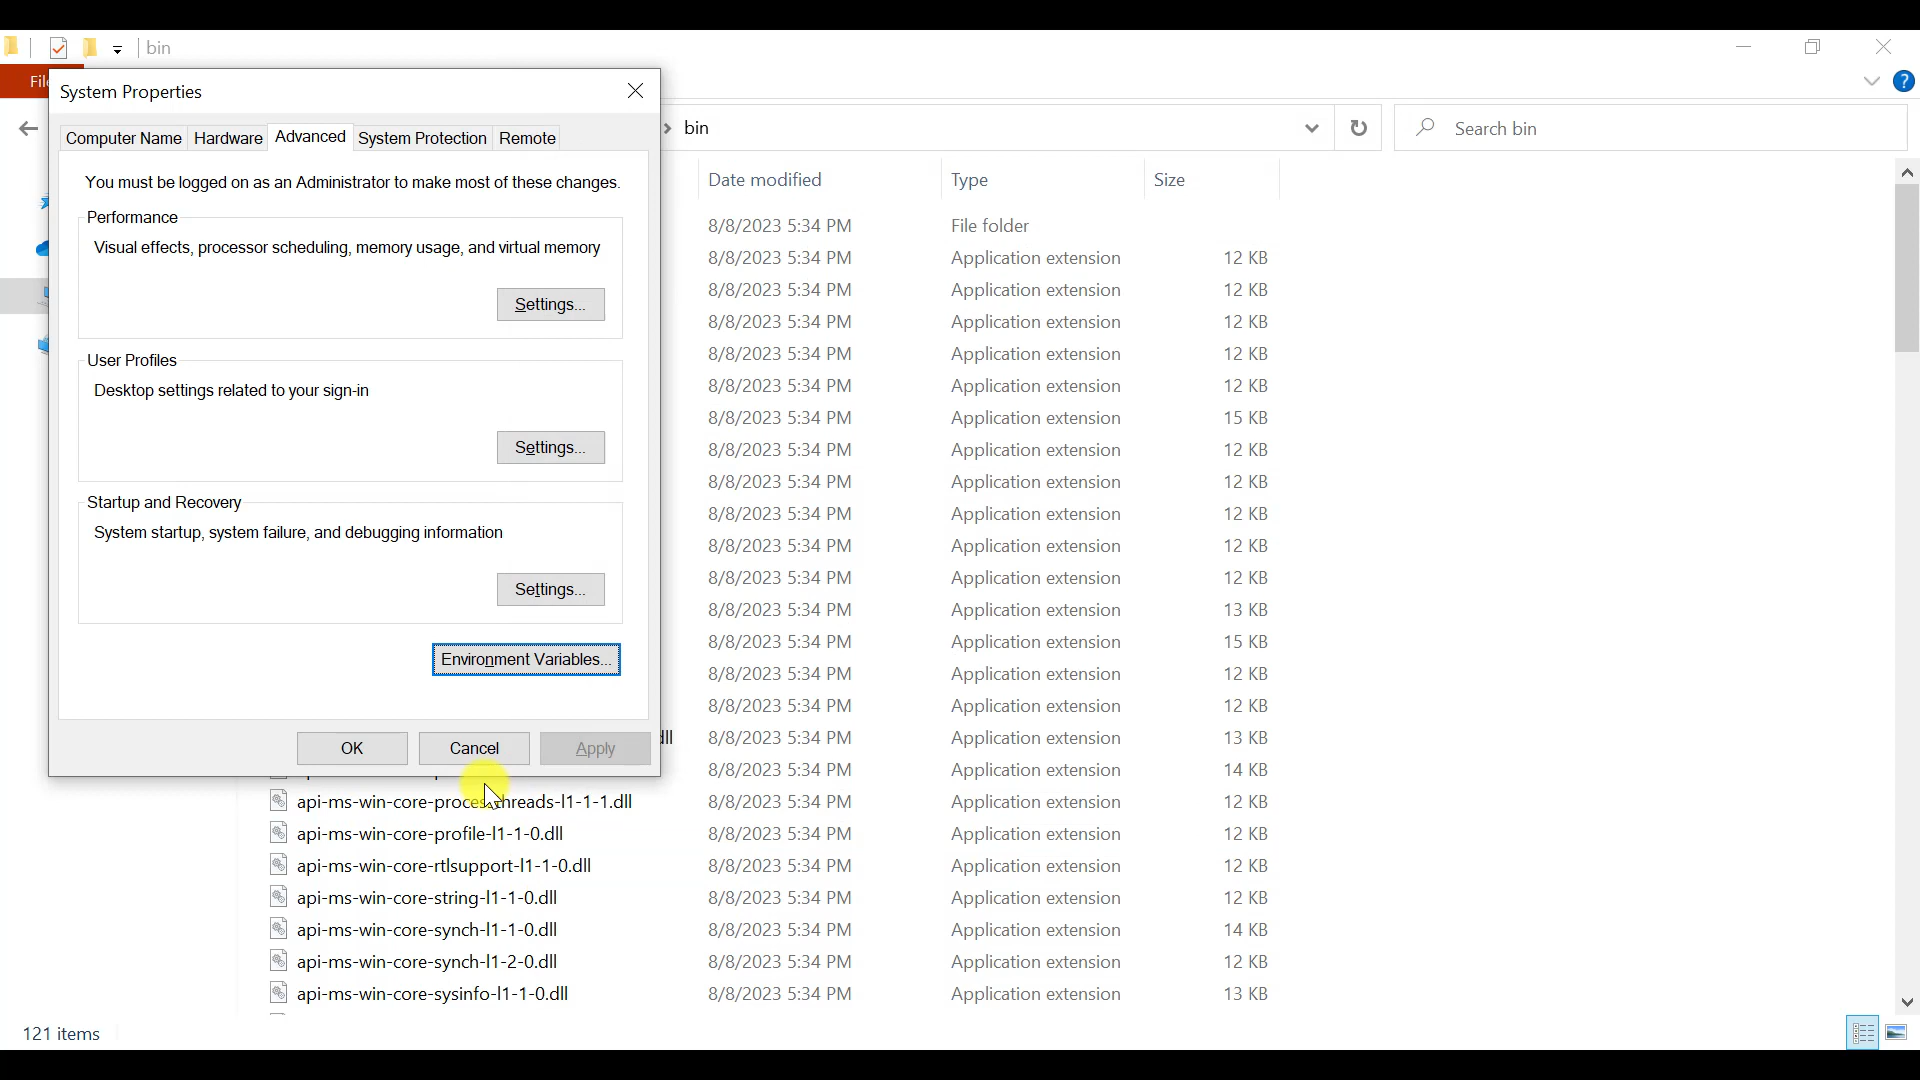 bin
File
System Properties
Computer Name Hardware Advanced System Protection Remote
bin
Search bin
You must be logged on as an Administrator to make most of these changes.
Performance
Visual effects, processor scheduling, memory usage, and virtual memory
Settings...
User Profiles
Desktop settings related to your sign-in
Settings...
Startup and Recovery
System startup, system failure, and debugging information
Settings...
Environment Variables...
OK Cancel Apply
Date modified Type Size
8/8/2023 5:34 PM File folder
8/8/2023 5:34 PM Application extension 12 KB
8/8/2023 5:34 PM Application extension 12 KB
8/8/2023 5:34 PM Application extension 12 KB
8/8/2023 5:34 PM Application extension 12 KB
8/8/2023 5:34 PM Application extension 12 KB
8/8/2023 5:34 PM Application extension 15 KB
8/8/2023 5:34 PM Application extension 12 KB
8/8/2023 5:34 PM Application extension 12 KB
8/8/2023 5:34 PM Application extension 12 KB
8/8/2023 5:34 PM Application extension 12 KB
8/8/2023 5:34 PM Application extension 12 KB
8/8/2023 5:34 PM Application extension 13 KB
8/8/2023 5:34 PM Application extension 15 KB
8/8/2023 5:34 PM Application extension 12 KB
8/8/2023 5:34 PM Application extension 12 KB
dll 8/8/2023 5:34 PM Application extension 13 KB
8/8/2023 5:34 PM Application extension 14 KB
api-ms-win-core-processthreads-l1-1-1.dll 8/8/2023 5:34 PM Application extension 12 KB
api-ms-win-core-profile-l1-1-0.dll 8/8/2023 5:34 PM Application extension 12 KB
api-ms-win-core-rtlsupport-l1-1-0.dll 8/8/2023 5:34 PM Application extension 12 KB
api-ms-win-core-string-l1-1-0.dll 8/8/2023 5:34 PM Application extension 12 KB
api-ms-win-core-synch-l1-1-0.dll 8/8/2023 5:34 PM Application extension 14 KB
api-ms-win-core-synch-l1-2-0.dll 8/8/2023 5:34 PM Application extension 12 KB
api-ms-win-core-sysinfo-l1-1-0.dll 8/8/2023 5:34 PM Application extension 13 KB
121 items